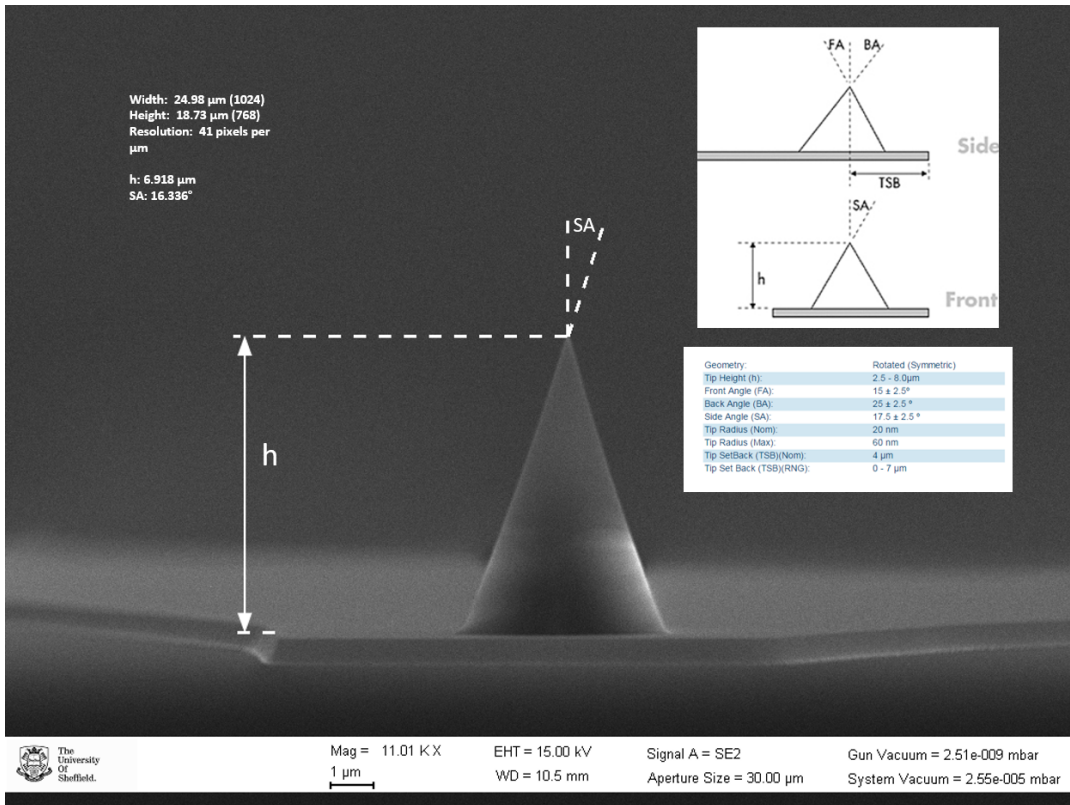 Width: 24.98 μm (1024)
Height: 18.73 μm (768)
Resolution: 41 pixels per
μm
h: 6.918 μm
SA: 16.336°
SA
h
FA BA
Side
TSB
SA
h
Front
Geometry: Rotated (Symmetric)
Tip Height (h): 2.5 - 8.0μm
Front Angle (FA): 15 ± 2.5º
Back Angle (BA): 25 ± 2.5 º
Side Angle (SA): 17.5 ± 2.5 º
Tip Radius (Nom): 20 nm
Tip Radius (Max): 60 nm
Tip SetBack (TSB)(Nom): 4 μm
Tip Set Back (TSB)(RNG): 0 - 7 μm
The
University
Of
Sheffield.
Mag = 11.01 K X
1 μm
EHT = 15.00 kV
WD = 10.5 mm
Signal A = SE2
Aperture Size = 30.00 μm
Gun Vacuum = 2.51e-009 mbar
System Vacuum = 2.55e-005 mbar